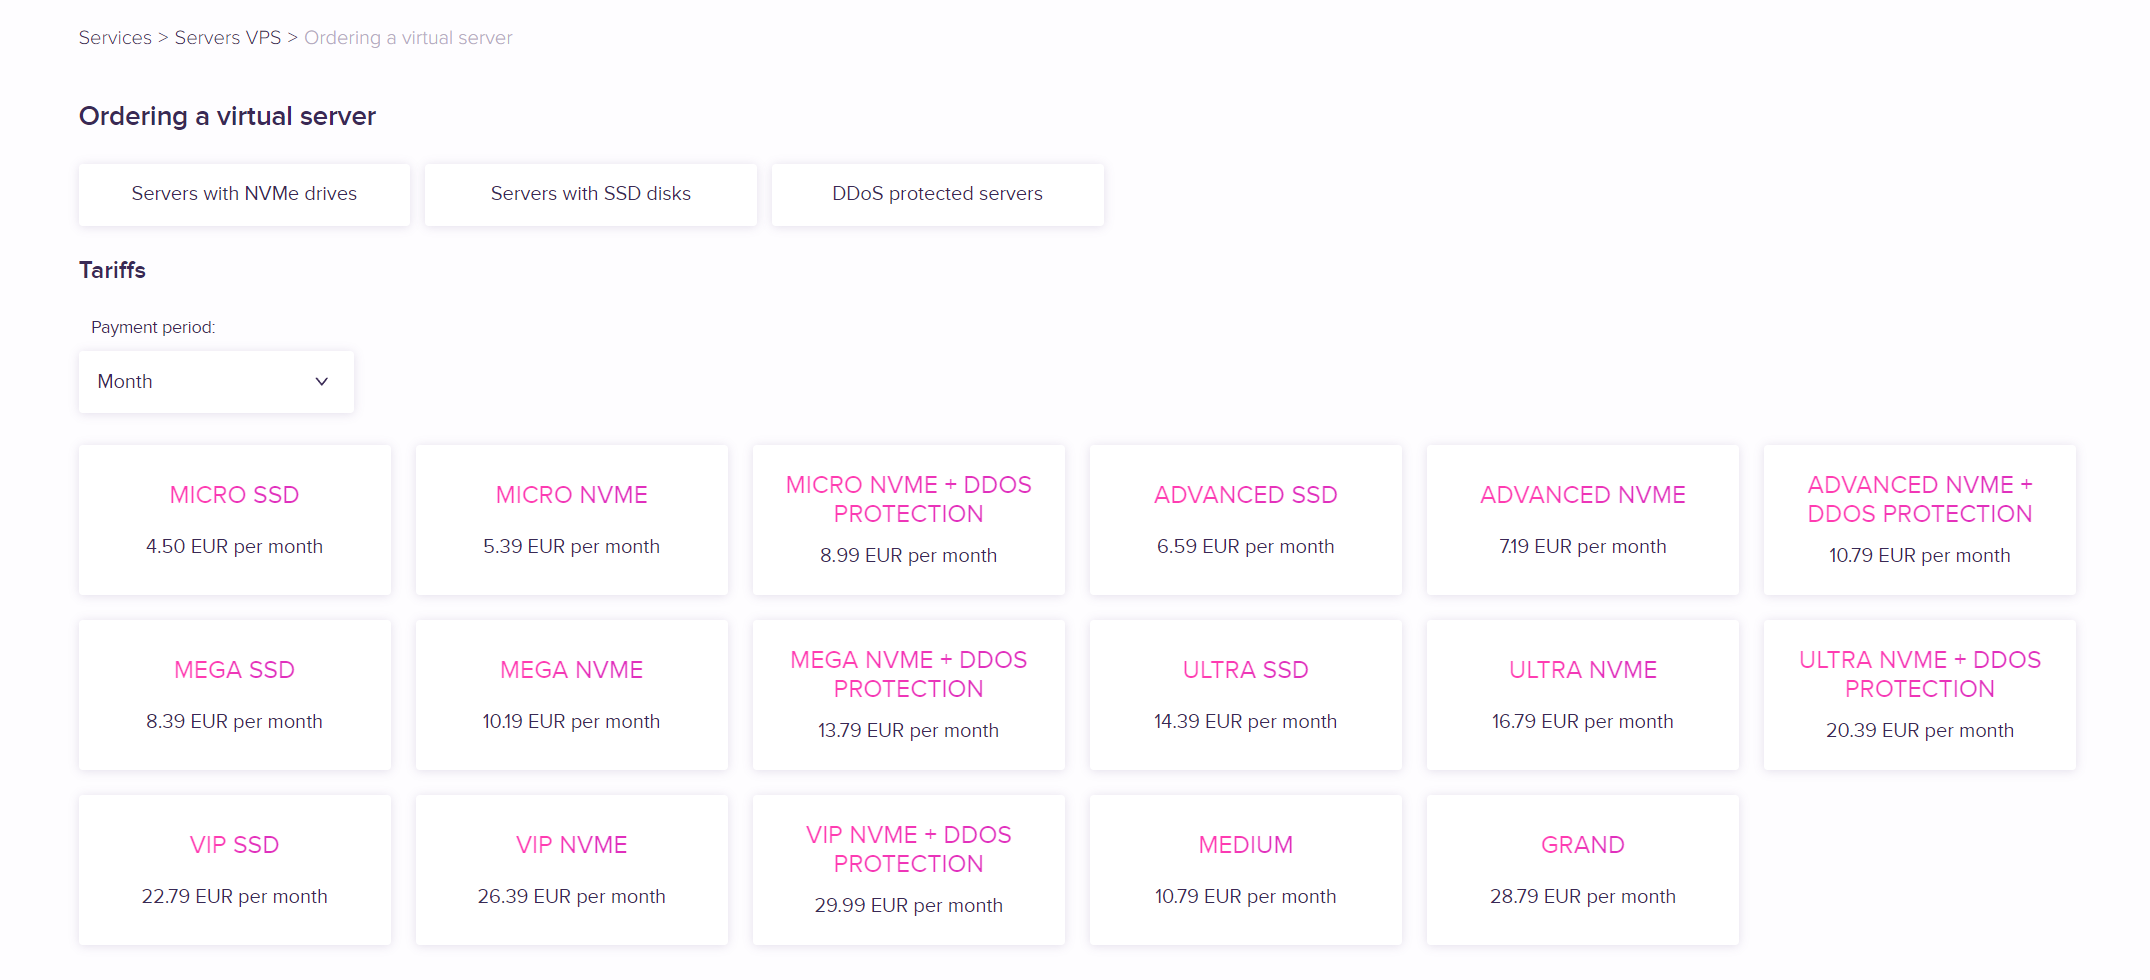 Services > Servers VPS > Ordering a virtual server
Ordering a virtual server
Servers with NVMe drives
Servers with SSD disks
DDoS protected servers
Tariffs
Payment period:
Month
MICRO SSD
4.50 EUR per month
MICRO NVME
5.39 EUR per month
MICRO NVME + DDOS
PROTECTION
8.99 EUR per month
ADVANCED SSD
6.59 EUR per month
ADVANCED NVME
7.19 EUR per month
ADVANCED NVME +
DDOS PROTECTION
10.79 EUR per month
MEGA SSD
8.39 EUR per month
MEGA NVME
10.19 EUR per month
MEGA NVME + DDOS
PROTECTION
13.79 EUR per month
ULTRA SSD
14.39 EUR per month
ULTRA NVME
16.79 EUR per month
ULTRA NVME + DDOS
PROTECTION
20.39 EUR per month
VIP SSD
22.79 EUR per month
VIP NVME
26.39 EUR per month
VIP NVME + DDOS
PROTECTION
29.99 EUR per month
MEDIUM
10.79 EUR per month
GRAND
28.79 EUR per month